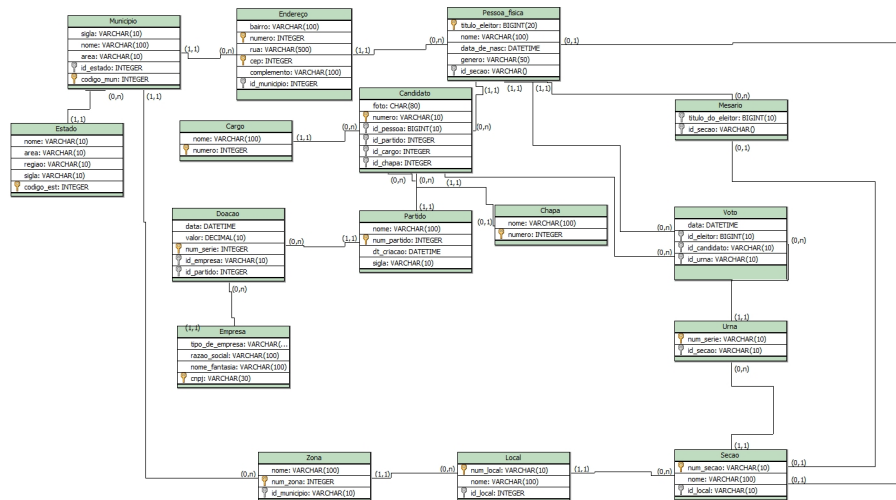 Municipio
sigla: VARCHAR(10)
nome: VARCHAR(100)
area: VARCHAR(10)
id_estado: INTEGER
codigo_mun: INTEGER
(1,1)
(0,n)
(0,n)
(1,1)
(1,1)
Estado
nome: VARCHAR(10)
area: VARCHAR(10)
regiao: VARCHAR(10)
sigla: VARCHAR(10)
codigo_est: INTEGER
Endereço
bairro: VARCHAR(100)
numero: INTEGER
rua: VARCHAR(500)
cep: INTEGER
complemento: VARCHAR(100)
id_municipio: VARCHAR(10)
(1,1)
(0,n)
Pessoa_fisica
titulo_eleitor: BIGINT(20)
nome: VARCHAR(100)
data_de_nasc: DATETIME
genero: VARCHAR(50)
id_secao: VARCHAR()
(0,1)
(1,1)
(1,1)
(1,1)
Candidato
foto: CHAR(80)
numero: VARCHAR(10)
id_pessoa: BIGINT(10)
id_partido: INTEGER
id_cargo: INTEGER
id_chapa: INTEGER
(0,n)
(0,n)
(0,n)
(0,n)
(1,1)
(1,1)
Cargo
nome: VARCHAR(100)
numero: INTEGER
(1,1)
Mesario
titulo_do_eleitor: BIGINT(10)
id_secao: VARCHAR()
(0,n)
(0,1)
Doacao
data: DATETIME
valor: DECIMAL(10)
num_serie: INTEGER
id_empresa: VARCHAR(10)
id_partido: INTEGER
(0,n)
(0,n)
Partido
nome: VARCHAR(100)
num_partido: INTEGER
dt_criacao: DATETIME
sigla: VARCHAR(10)
(1,1)
(1,1)
Chapa
nome: VARCHAR(100)
numero: INTEGER
(0,1)
Voto
data: DATETIME
id_eleitor: BIGINT(10)
id_candidato: VARCHAR(10)
id_urna: VARCHAR(10)
(0,n)
(0,n)
(0,n)
(1,1)
Empresa
tipo_de_empresa: VARCHAR(...
razao_social: VARCHAR(100)
nome_fantasia: VARCHAR(100)
cnpj: VARCHAR(30)
(1,1)
Urna
num_serie: VARCHAR(10)
id_secao: VARCHAR(10)
(0,n)
(1,1)
Zona
nome: VARCHAR(100)
num_zona: INTEGER
id_municipio: VARCHAR(10)
(0,n)
(1,1)
Local
num_local: VARCHAR(10)
nome: VARCHAR(100)
id_local: INTEGER
(0,n)
(1,1)
Secao
num_secao: VARCHAR(10)
nome: VARCHAR(100)
id_local: VARCHAR(10)
(0,n)
(0,1)
(0,1)